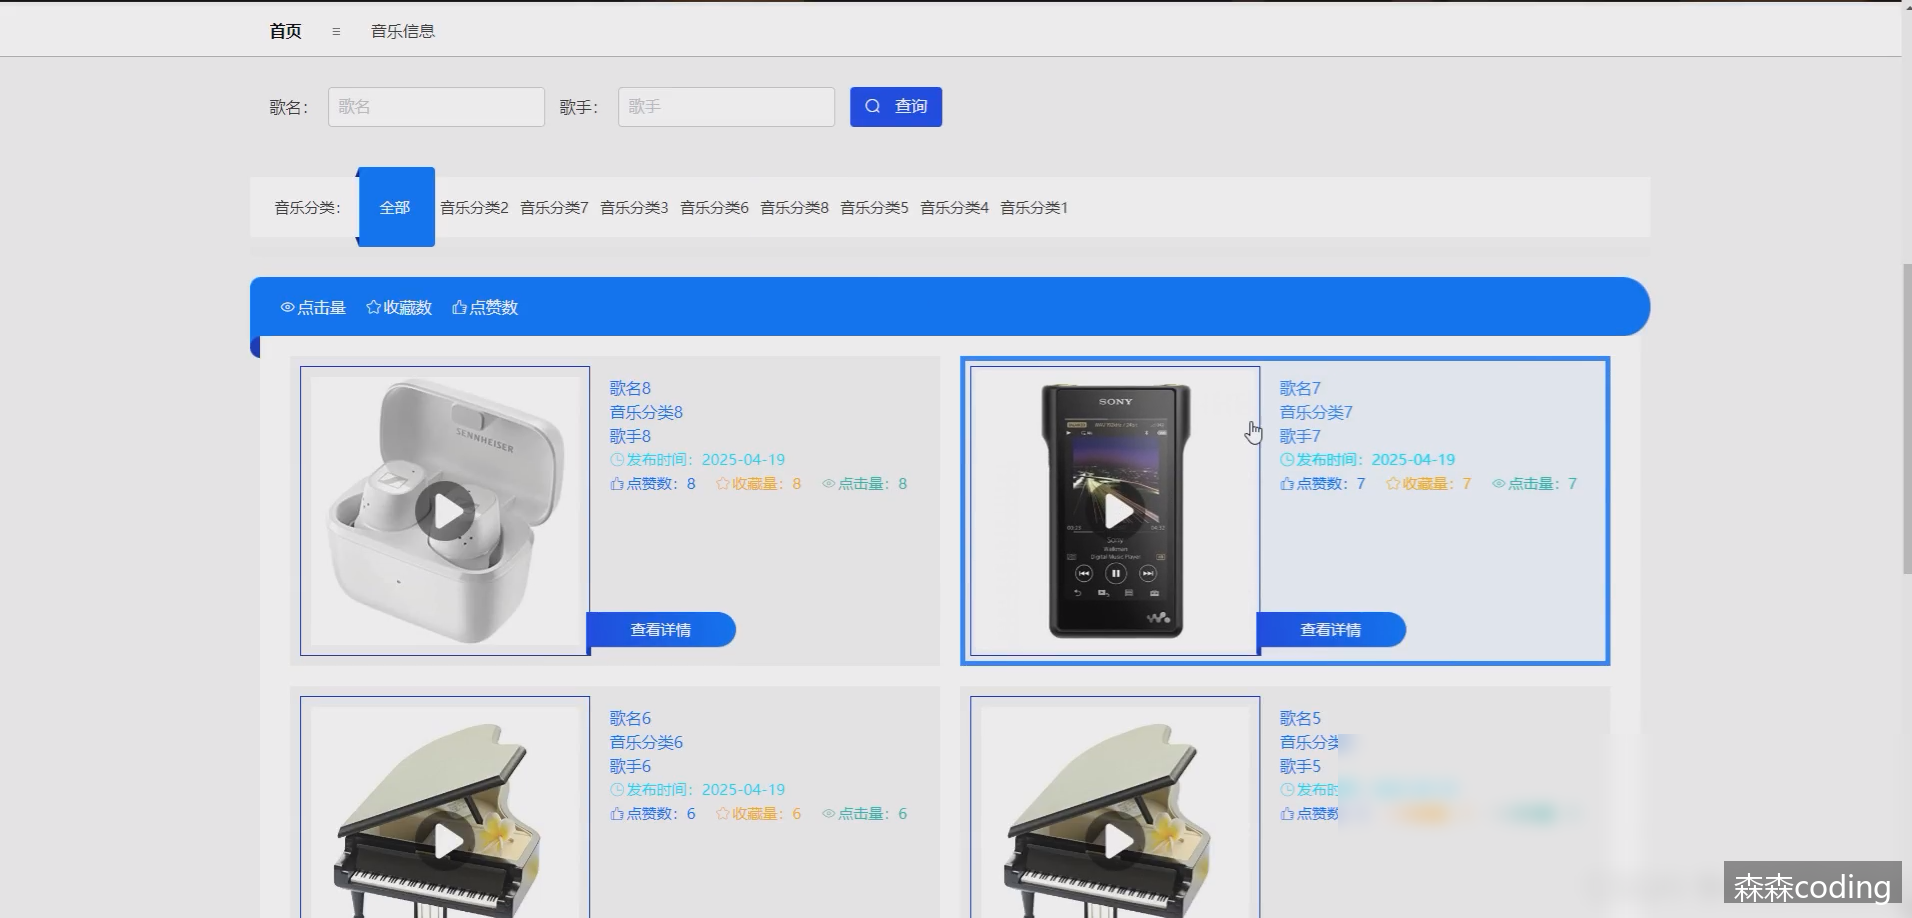 首页 ≡ 音乐信息
歌名： 歌名 歌手： 歌手 查询
音乐分类： 全部 音乐分类2 音乐分类7 音乐分类3 音乐分类6 音乐分类8 音乐分类5 音乐分类4 音乐分类1
点击量 收藏数 点赞数
SENNHEISER
歌名8
音乐分类8
歌手8
发布时间：2025-04-19
点赞数：8 收藏量：8 点击量：8
查看详情
SONY
Sony
Walkman
Digital Music Player
歌名7
音乐分类7
歌手7
发布时间：2025-04-19
点赞数：7 收藏量：7 点击量：7
查看详情
歌名6
音乐分类6
歌手6
发布时间：2025-04-19
点赞数：6 收藏量：6 点击量：6
歌名5
音乐分类
歌手5
发布时
点赞数
森森coding